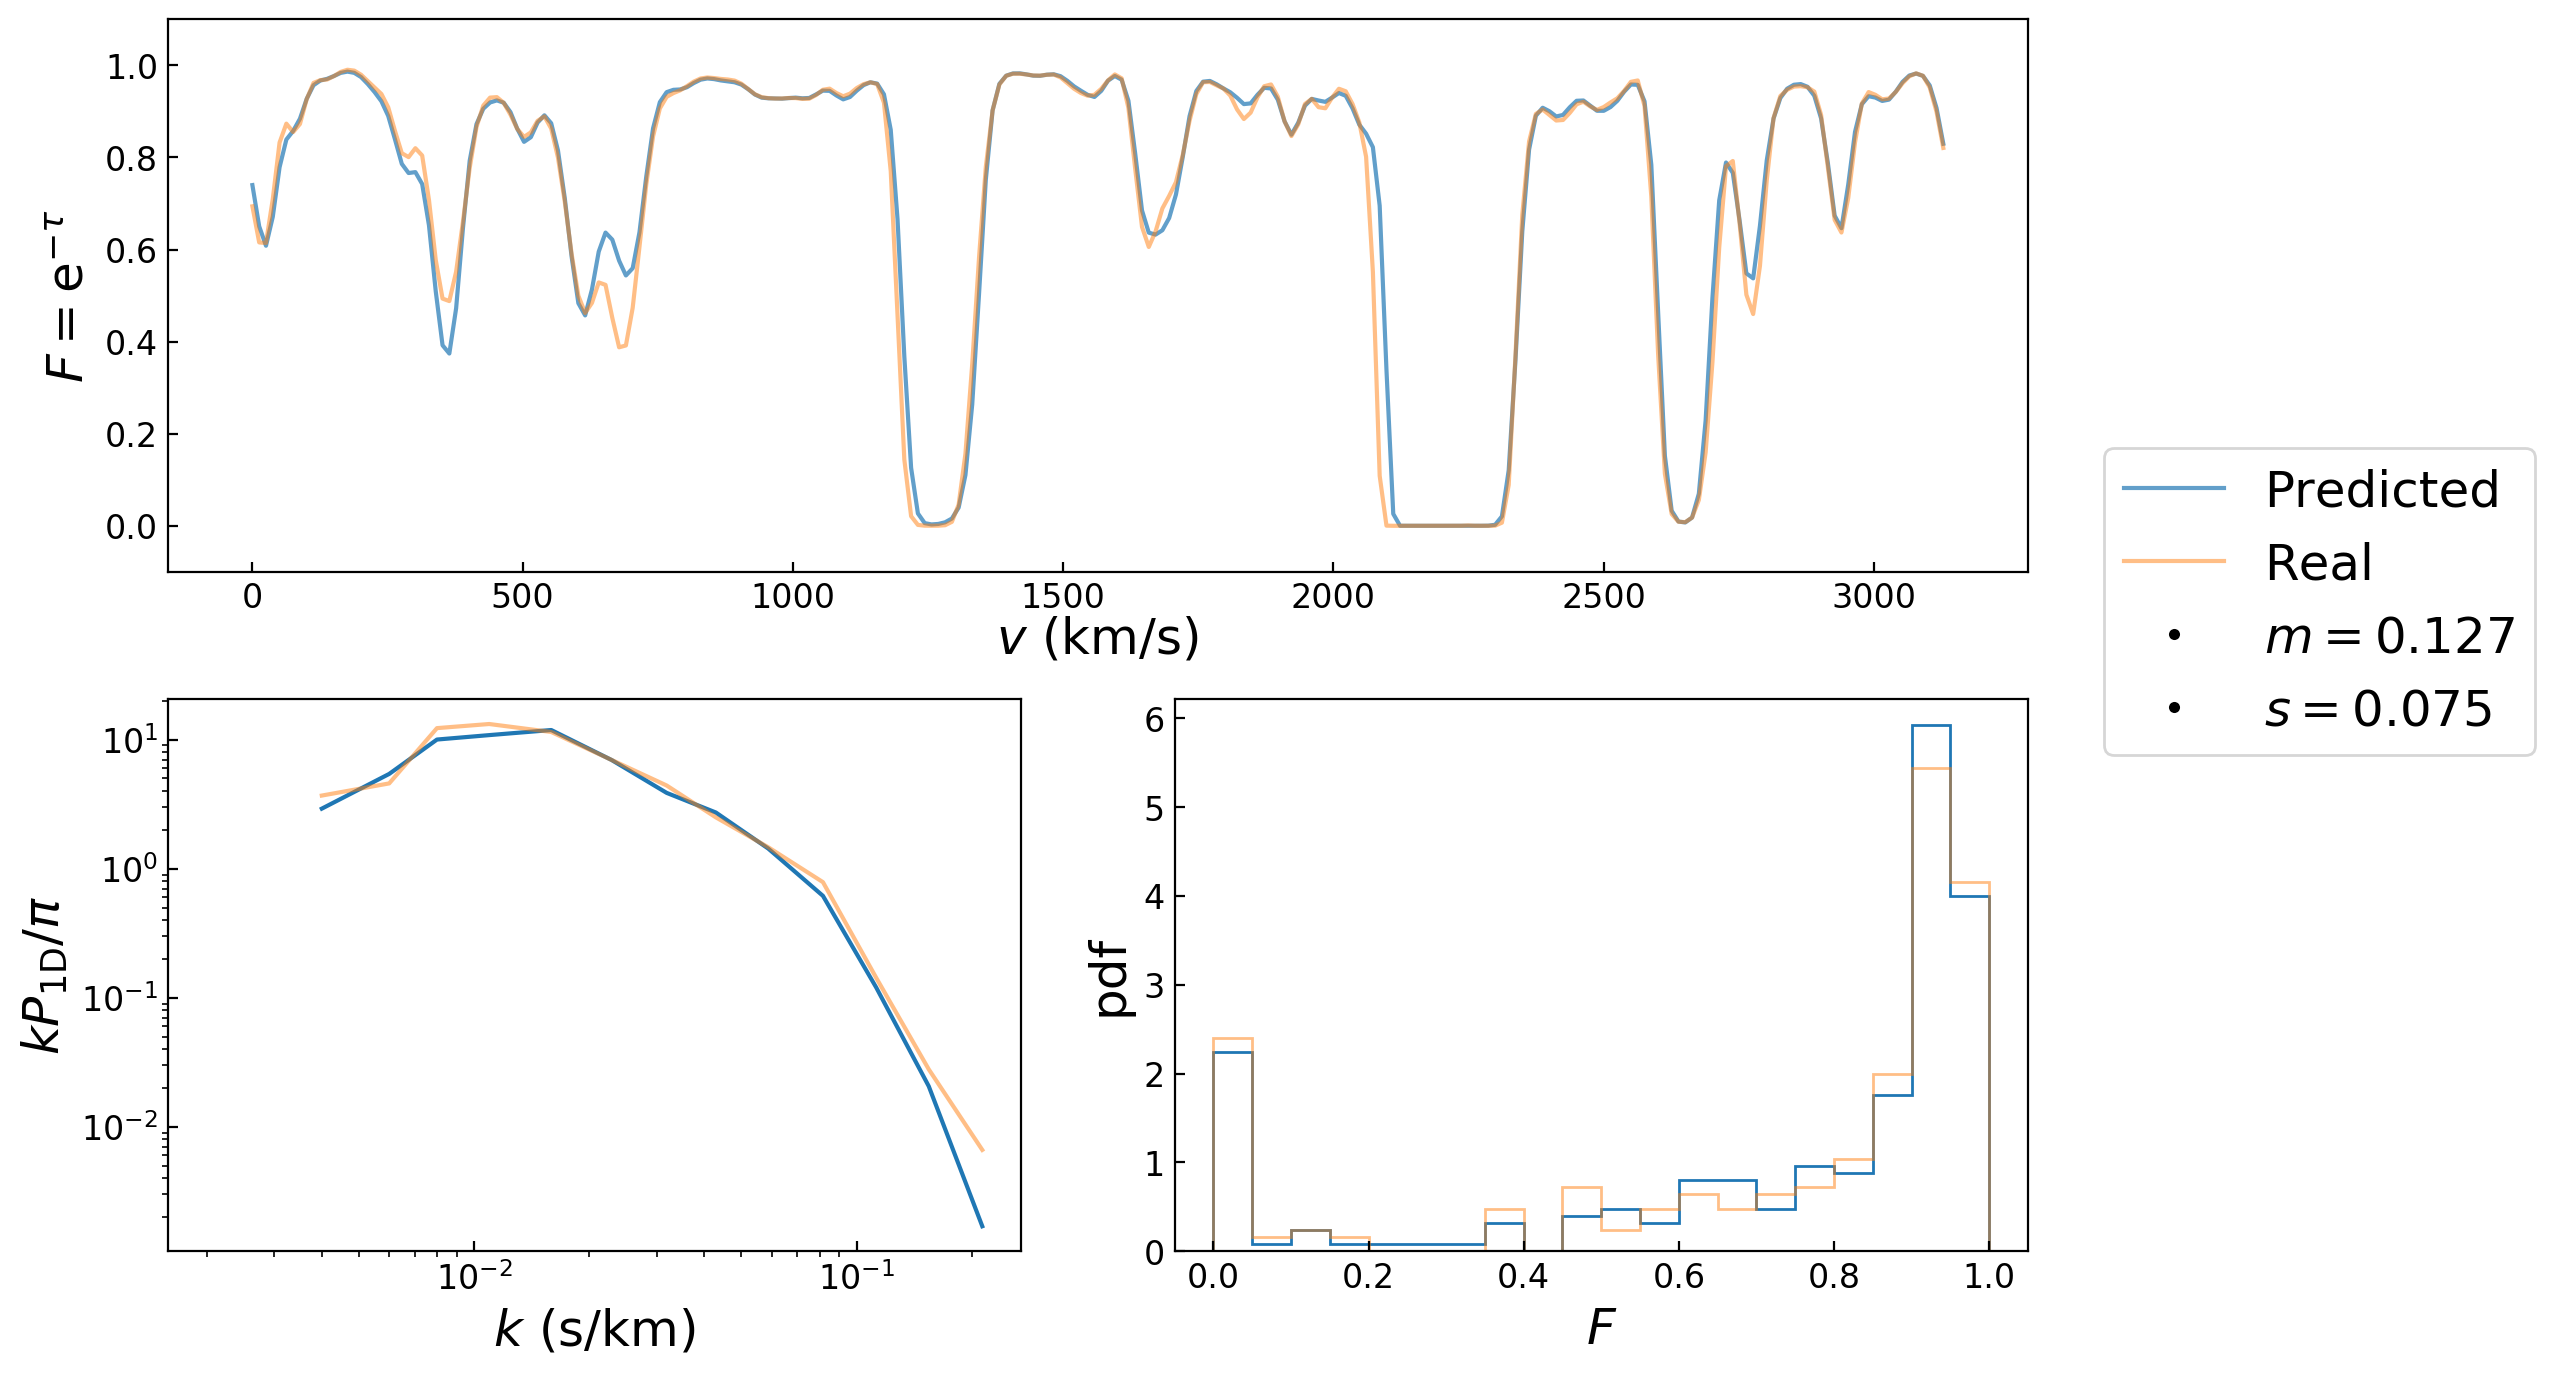 F = e^{-τ}
1.0
0.8
0.6
0.4
0.2
0.0
0 500 1000 1500 2000 2500 3000
v (km/s)
Predicted
Real
m = 0.127
s = 0.075
kP_{1D}/π
10^1
10^0
10^{-1}
10^{-2}
10^{-2} 10^{-1}
k (s/km)
pdf
6
5
4
3
2
1
0
0.0 0.2 0.4 0.6 0.8 1.0
F